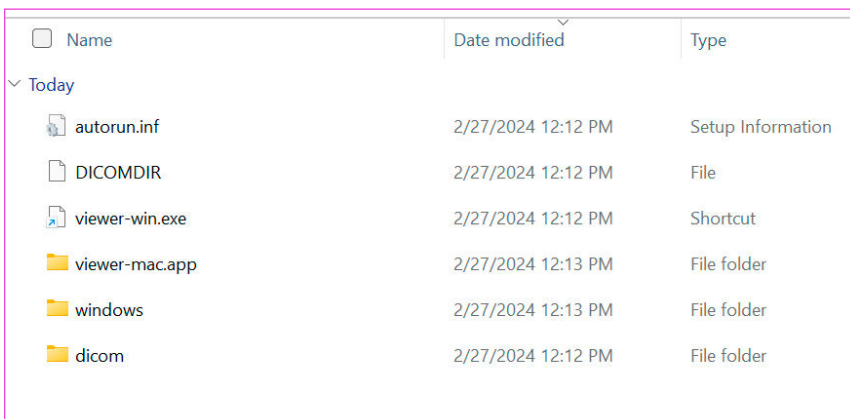 Name Date modified Type
Today
autorun.inf 2/27/2024 12:12 PM Setup Information
DICOMDIR 2/27/2024 12:12 PM File
viewer-win.exe 2/27/2024 12:12 PM Shortcut
viewer-mac.app 2/27/2024 12:13 PM File folder
windows 2/27/2024 12:13 PM File folder
dicom 2/27/2024 12:12 PM File folder